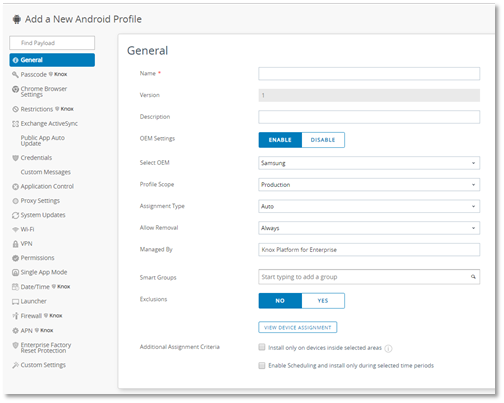 Add a New Android Profile
Find Payload
General
Passcode Knox
Chrome Browser
Settings
Restrictions Knox
Exchange ActiveSync
Public App Auto
Update
Credentials
Custom Messages
Application Control
Proxy Settings
System Updates
Wi-Fi
VPN
Permissions
Single App Mode
Date/Time Knox
Launcher
Firewall Knox
APN Knox
Enterprise Factory
Reset Protection
Custom Settings
General
Name *
Version 1
Description
OEM Settings ENABLE DISABLE
Select OEM Samsung
Profile Scope Production
Assignment Type Auto
Allow Removal Always
Managed By Knox Platform for Enterprise
Smart Groups Start typing to add a group
Exclusions NO YES
VIEW DEVICE ASSIGNMENT
Additional Assignment Criteria Install only on devices inside selected areas
Enable Scheduling and install only during selected time periods